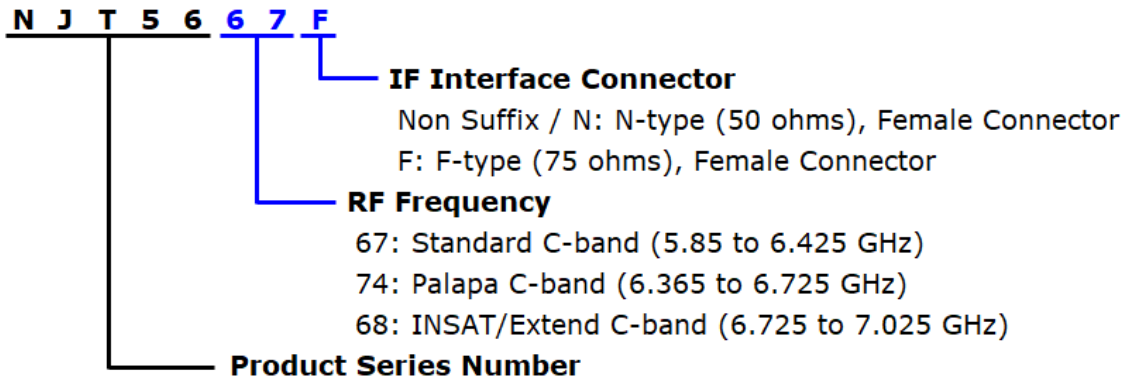 N J T 5 6 6 7 F
IF Interface Connector
Non Suffix / N: N-type (50 ohms), Female Connector
F: F-type (75 ohms), Female Connector
RF Frequency
67: Standard C-band (5.85 to 6.425 GHz)
74: Palapa C-band (6.365 to 6.725 GHz)
68: INSAT/Extend C-band (6.725 to 7.025 GHz)
Product Series Number